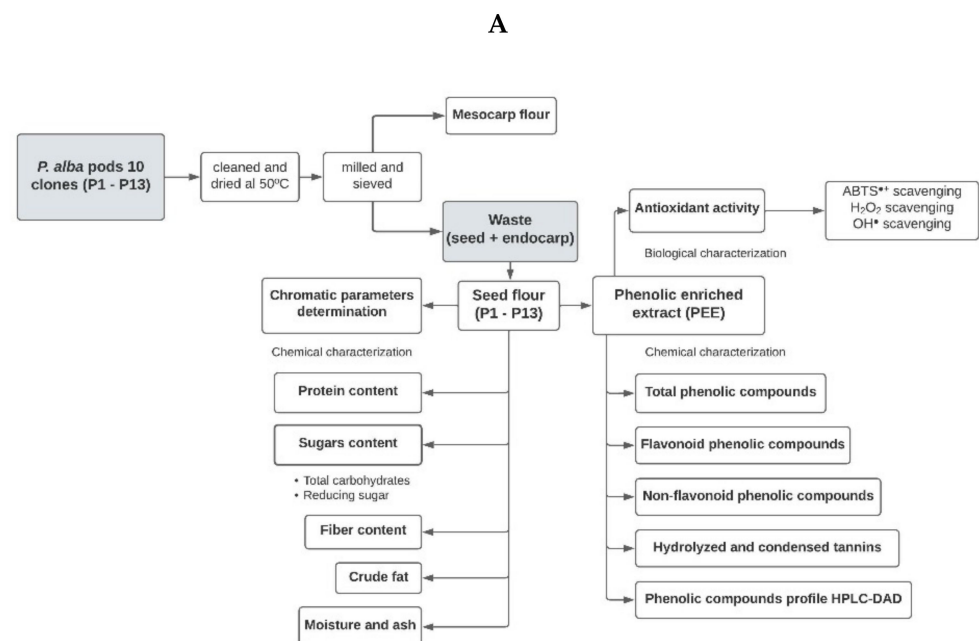 A
P. alba pods 10
clones (P1 - P13)
cleaned and
dried al 50ºC
milled and
sieved
Mesocarp flour
Waste
(seed + endocarp)
Antioxidant activity
ABTS•+ scavenging
H2O2 scavenging
OH• scavenging
Biological characterization
Chromatic parameters
determination
Seed flour
(P1 - P13)
Phenolic enriched
extract (PEE)
Chemical characterization
Protein content
Sugars content
• Total carbohydrates
• Reducing sugar
Fiber content
Crude fat
Moisture and ash
Chemical characterization
Total phenolic compounds
Flavonoid phenolic compounds
Non-flavonoid phenolic compounds
Hydrolyzed and condensed tannins
Phenolic compounds profile HPLC-DAD